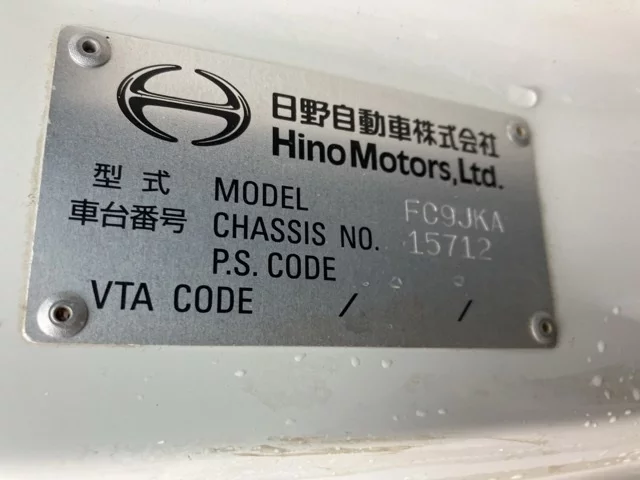 日野自動車株式会社
Hino Motors, Ltd.
型式 MODEL FC9JKA
車台番号 CHASSIS NO. 15712
P.S. CODE
VTA CODE / /